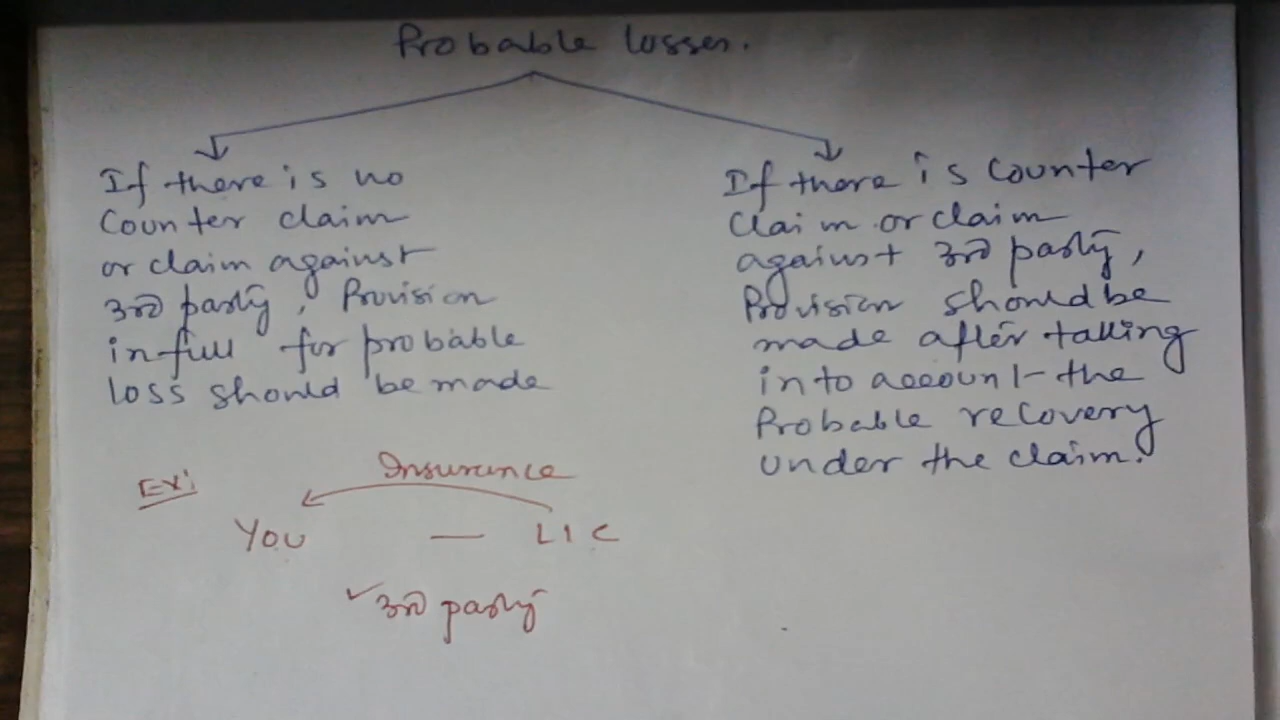 Probable losses.
If there is no
Counter claim
or claim against
3rd party, Provision
in full for probable
loss should be made
If there is Counter
Claim or claim
against 3rd party,
Provision should be
made after taking
into account the
Probable recovery
under the claim.
Ex:
Insurance
You — LIC
✓3rd party